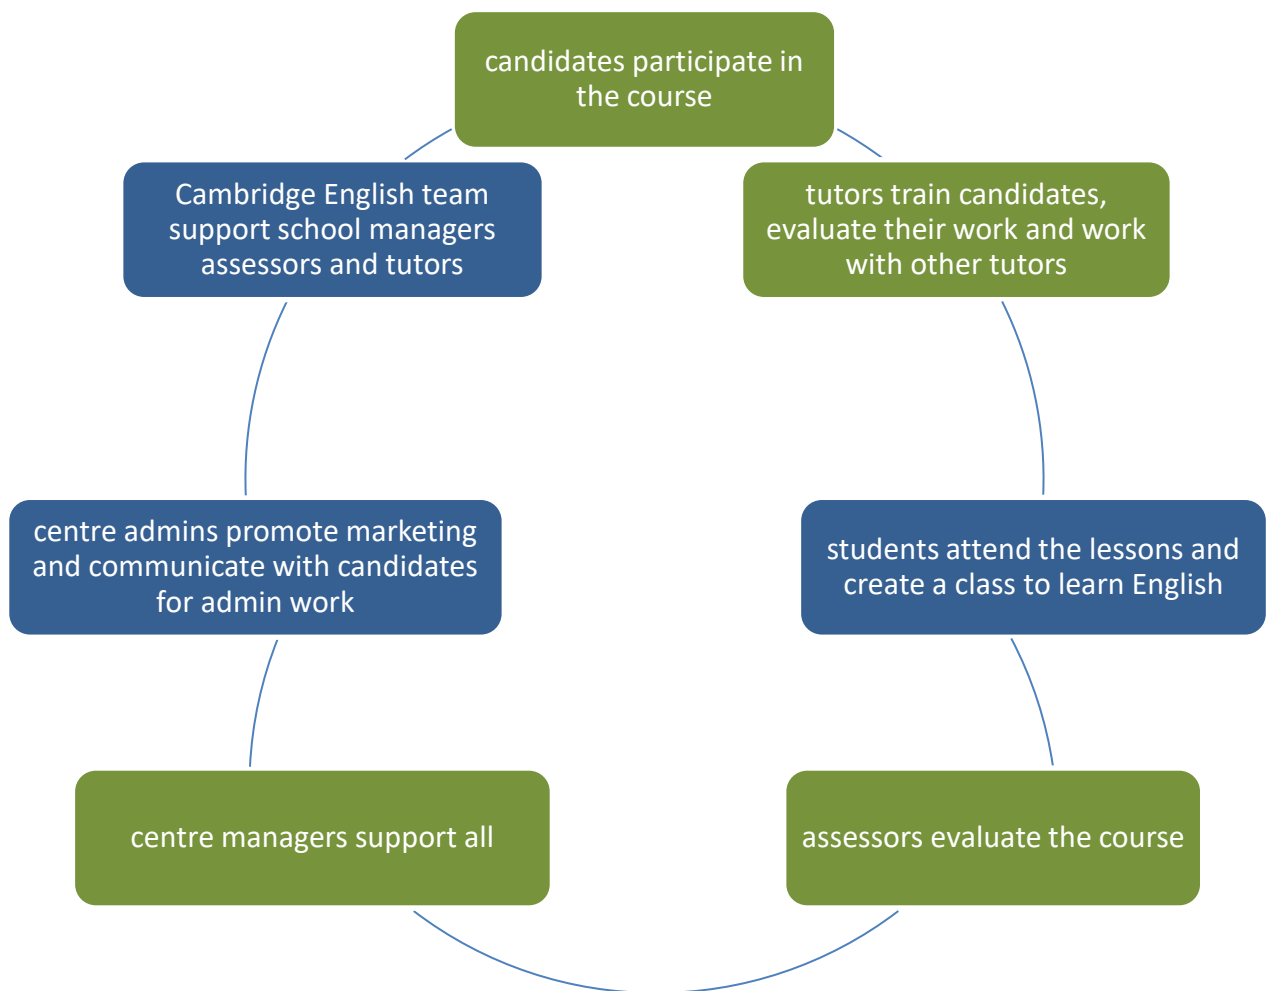 candidates participate in
the course
tutors train candidates,
evaluate their work and work
with other tutors
students attend the lessons and
create a class to learn English
assessors evaluate the course
centre managers support all
centre admins promote marketing
and communicate with candidates
for admin work
Cambridge English team
support school managers
assessors and tutors